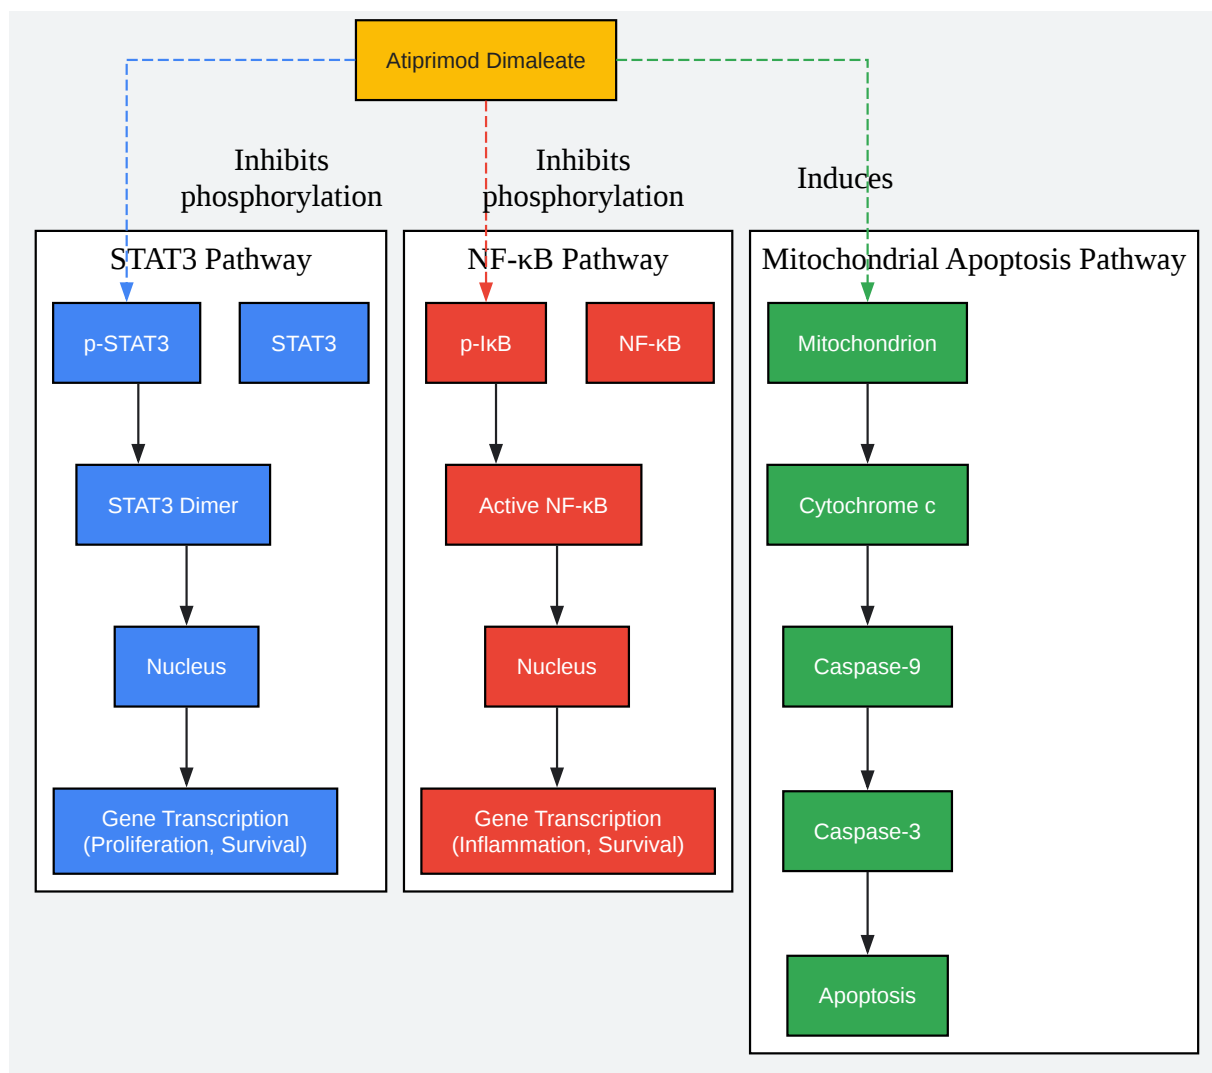 Atiprimod Dimaleate
Inhibits
phosphorylation
Inhibits
phosphorylation
Induces
STAT3 Pathway
p-STAT3
STAT3
STAT3 Dimer
Nucleus
Gene Transcription
(Proliferation, Survival)
NF-κB Pathway
p-IκB
NF-κB
Active NF-κB
Nucleus
Gene Transcription
(Inflammation, Survival)
Mitochondrial Apoptosis Pathway
Mitochondrion
Cytochrome c
Caspase-9
Caspase-3
Apoptosis